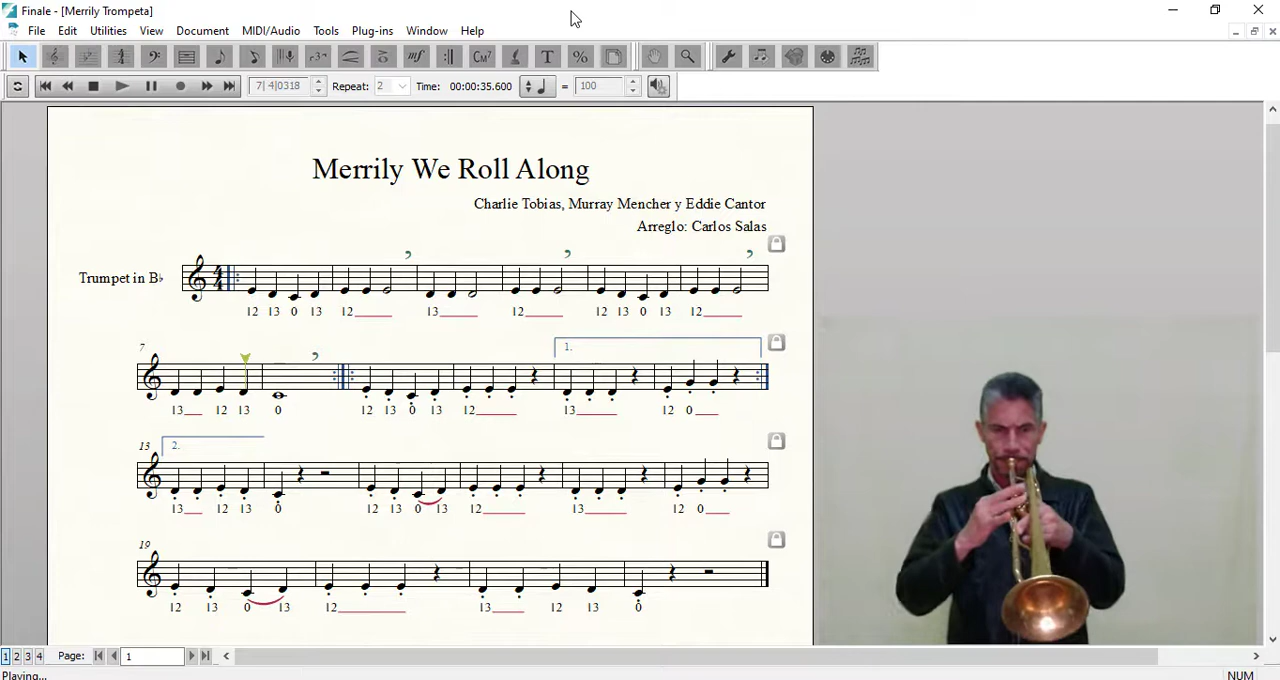 Finale - [Merrily Trompeta]
File Edit Utilities View Document Tools MIDI/Audio Plug-ins Window Help
CM7 T %
7| 4|0318 Repeat: 2 Time: 00:00:35.600 = 100
Merrily We Roll Along
Charlie Tobias, Murray Mencher y Eddie Cantor
Arreglo: Carlos Salas
Trumpet in B♭
12 13 0 13 12 13 12 12 13 0 13 12
7 1.
13 12 13 0 12 13 0 13 12 13 12 0
13 2.
13 12 13 0 12 13 0 13 12 13 12 0
19
12 13 0 13 12 13 12 13 0
1 2 3 4 Page: 1
Playing... NUM